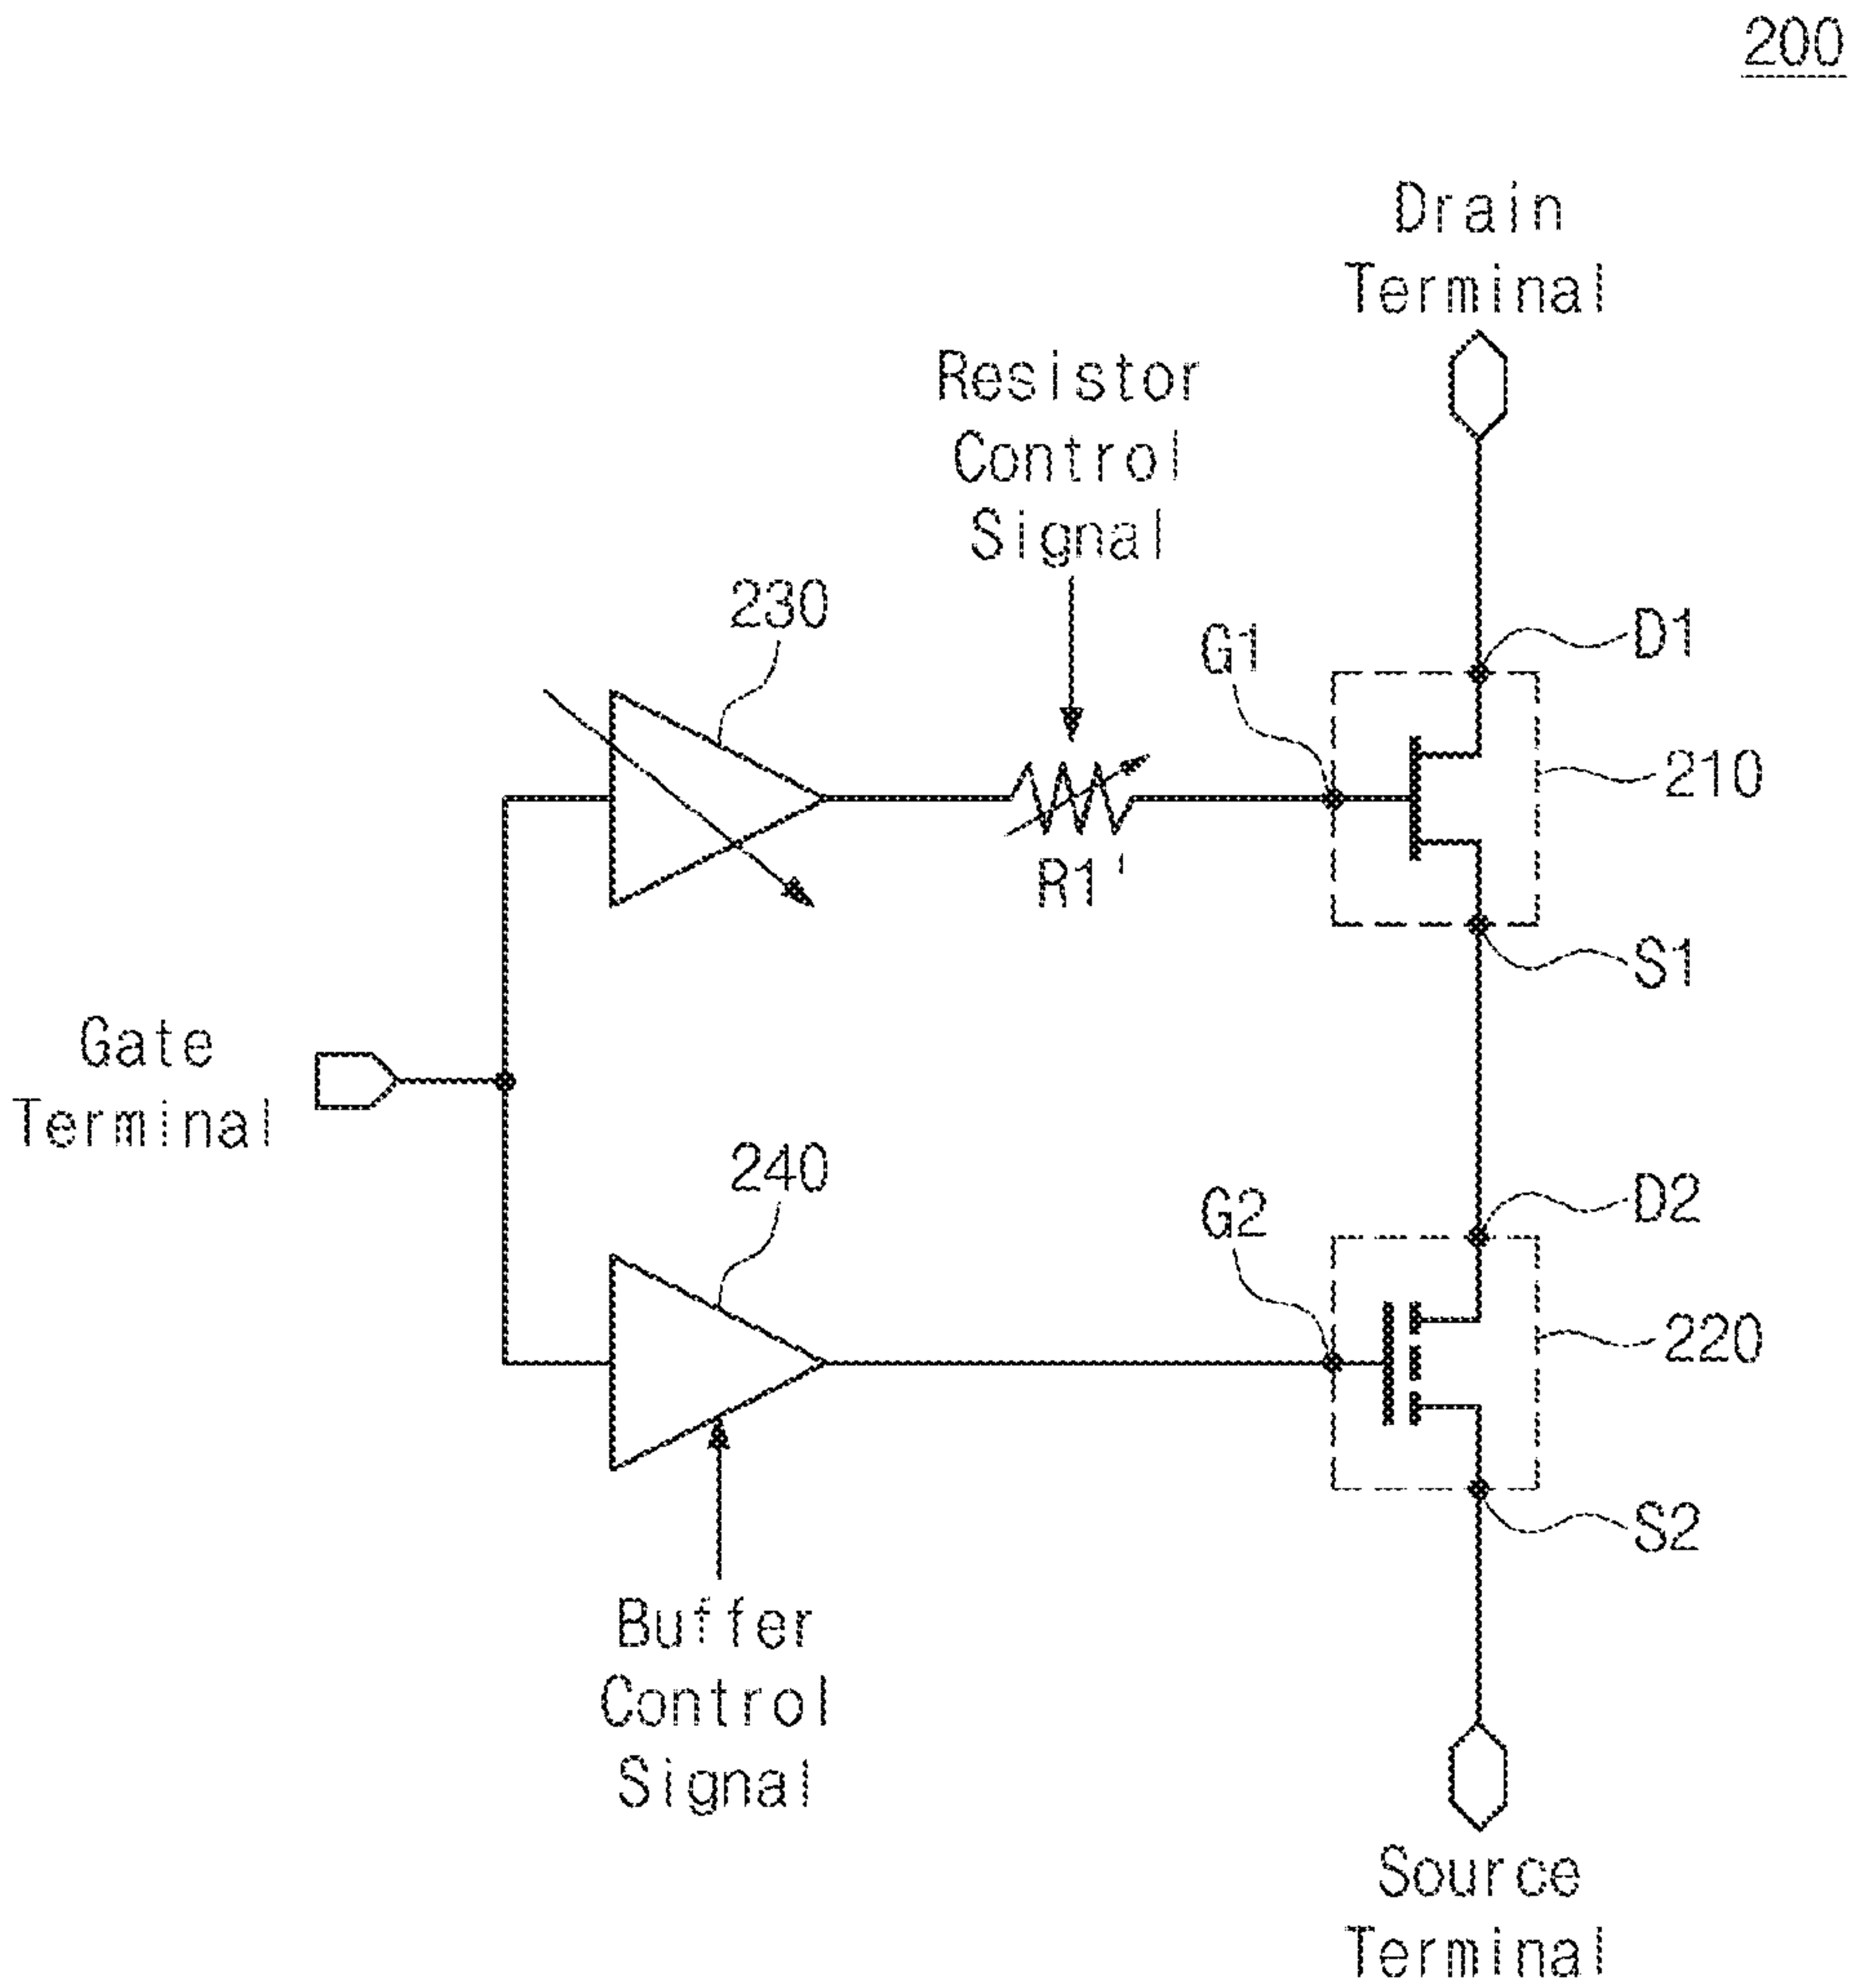 200
Drain
Terminal
Resistor
Control
Signal
230
G1
D1
210
R1'
S1
Gate
Terminal
240
G2
D2
220
S2
Buffer
Control
Signal
Source
Terminal